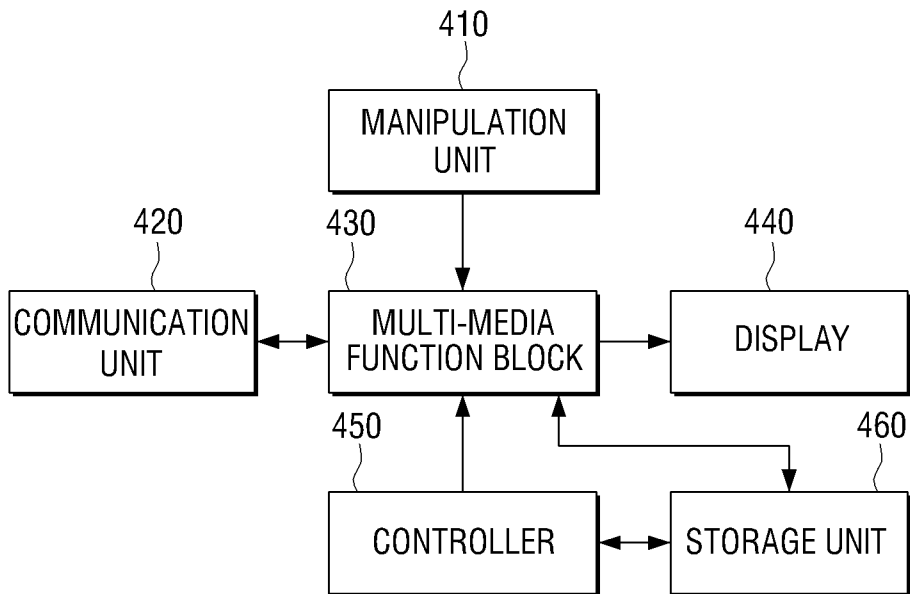 410
MANIPULATION
UNIT
420
430
440
COMMUNICATION
UNIT
MULTI-MEDIA
FUNCTION BLOCK
DISPLAY
450
460
CONTROLLER
STORAGE UNIT